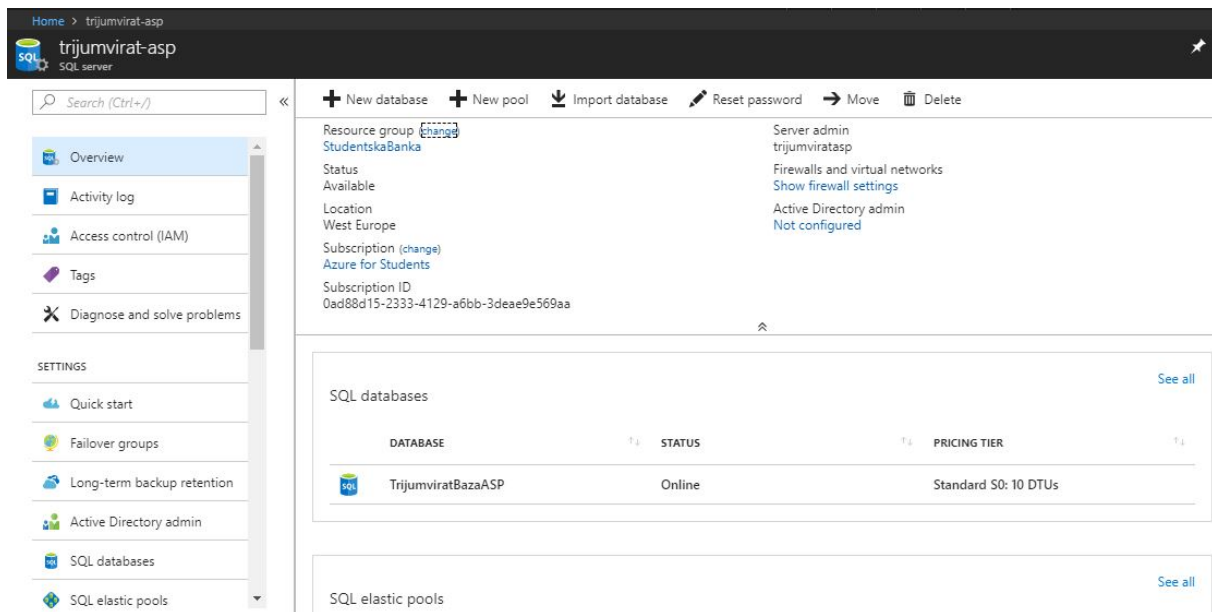 Home > trijumvirat-asp
trijumvirat-asp
SQL server
Search (Ctrl+/)
Overview
Activity log
Access control (IAM)
Tags
Diagnose and solve problems
SETTINGS
Quick start
Failover groups
Long-term backup retention
Active Directory admin
SQL databases
SQL elastic pools
New database New pool Import database Reset password Move Delete
Resource group (change)
StudentskaBanka
Status
Available
Location
West Europe
Subscription (change)
Azure for Students
Subscription ID
0ad88d15-2333-4129-a6bb-3deae9e569aa
Server admin
trijumviratasp
Firewalls and virtual networks
Show firewall settings
Active Directory admin
Not configured
See all
SQL databases
DATABASE STATUS PRICING TIER
SQL TrijumviratBazaASP Online Standard S0: 10 DTUs
See all
SQL elastic pools